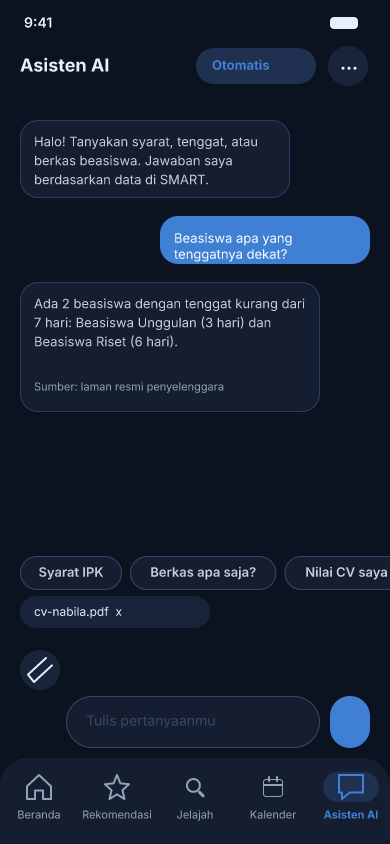 9:41
Asisten AI
Otomatis
...
Halo! Tanyakan syarat, tenggat, atau
berkas beasiswa. Jawaban saya
berdasarkan data di SMART.
Beasiswa apa yang
tenggatnya dekat?
Ada 2 beasiswa dengan tenggat kurang dari
7 hari: Beasiswa Unggulan (3 hari) dan
Beasiswa Riset (6 hari).
Sumber: laman resmi penyelenggara
Syarat IPK
Berkas apa saja?
Nilai CV saya
cv-nabila.pdf x
Tulis pertanyaanmu
Beranda
Rekomendasi
Jelajah
Kalender
Asisten AI